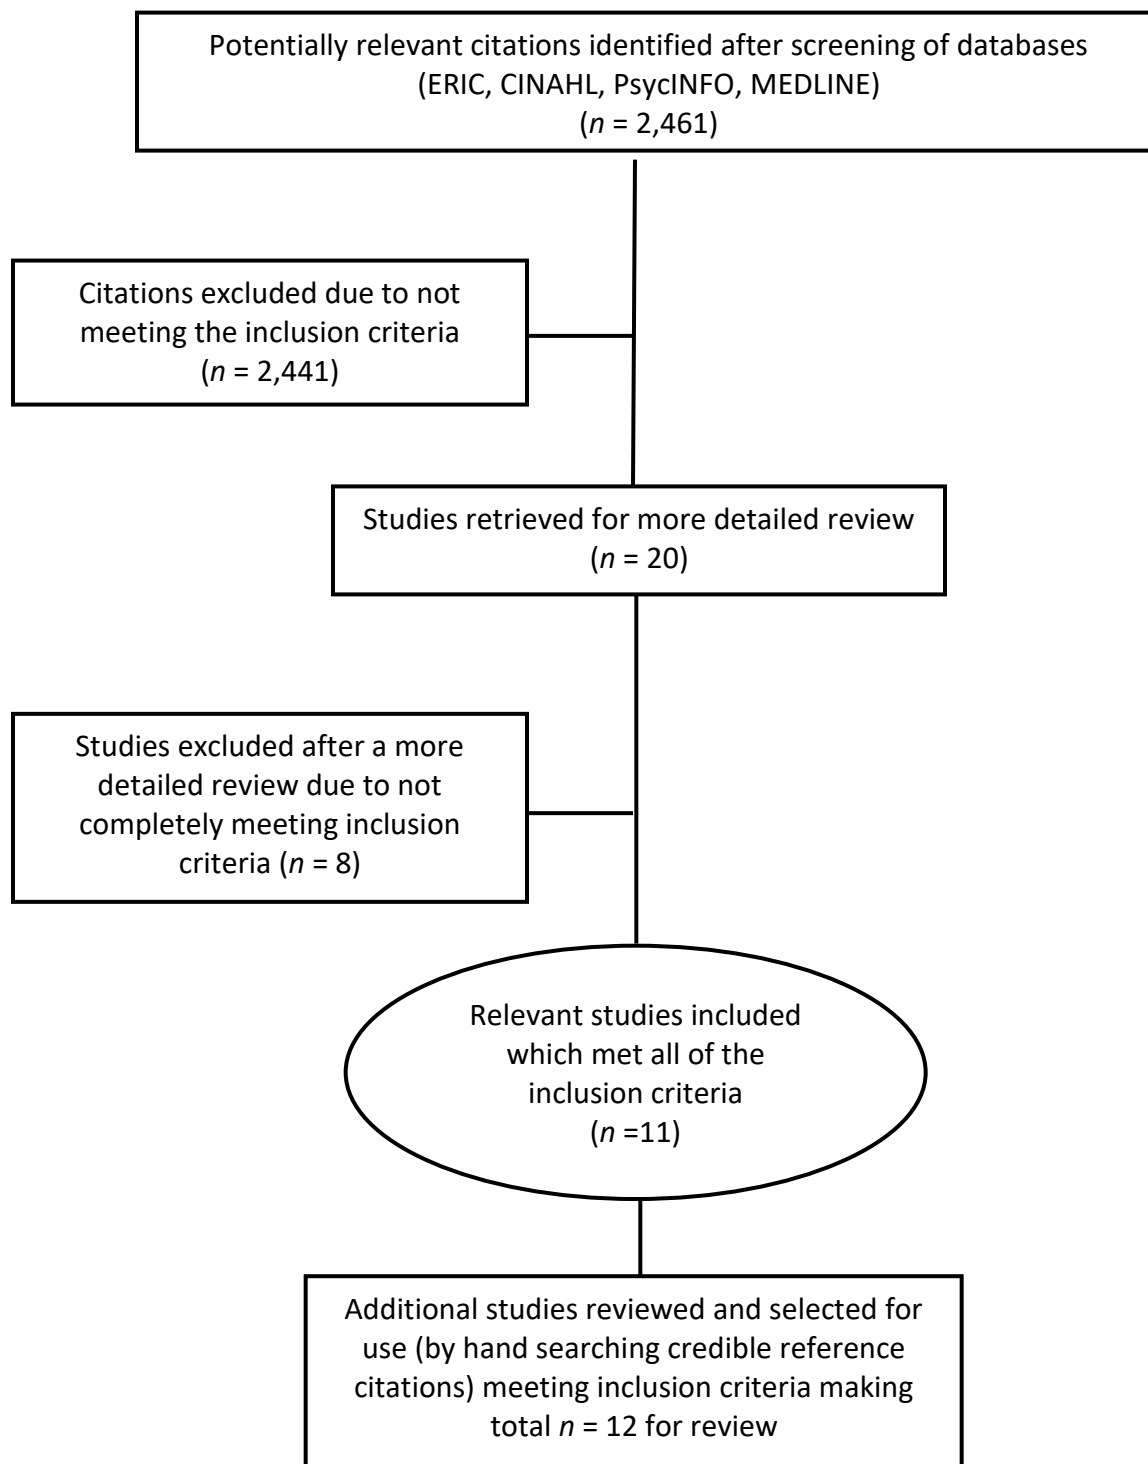 Potentially relevant citations identified after screening of databases
(ERIC, CINAHL, PsycINFO, MEDLINE)
(n = 2,461)
Citations excluded due to not
meeting the inclusion criteria
(n = 2,441)
Studies retrieved for more detailed review
(n = 20)
Studies excluded after a more
detailed review due to not
completely meeting inclusion
criteria (n = 8)
Relevant studies included
which met all of the
inclusion criteria
(n =11)
Additional studies reviewed and selected for
use (by hand searching credible reference
citations) meeting inclusion criteria making
total n = 12 for review